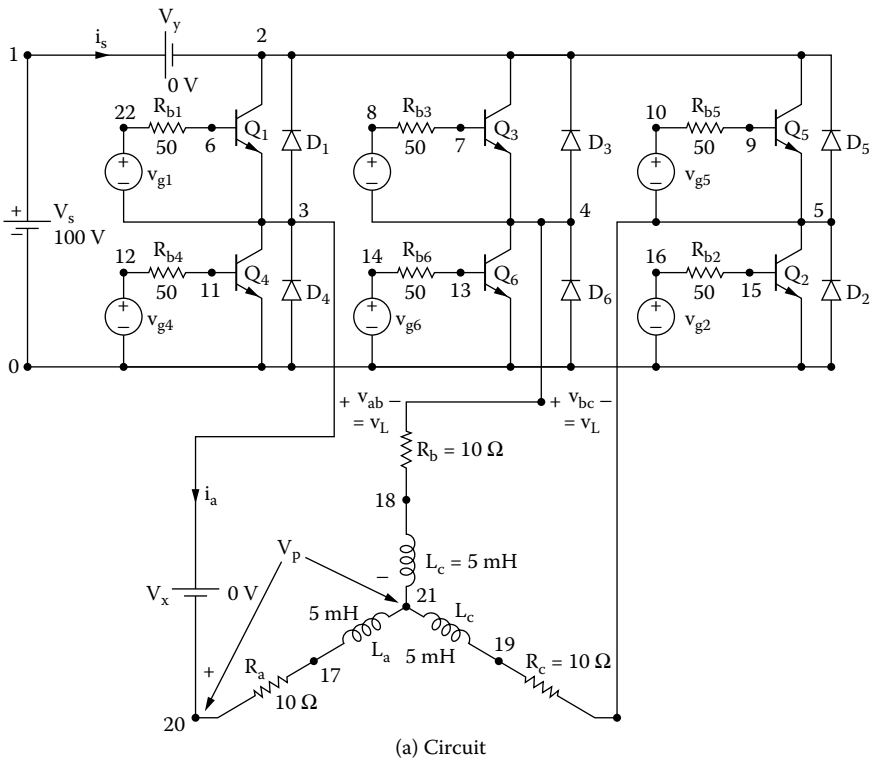 V_y
i_s
2
1
0 V
22
R_b1
8
R_b3
10
R_b5
Q_1
Q_3
Q_5
50
6
D_1
50
7
D_3
50
9
D_5
+
−
v_g1
+
−
+
−
v_g5
3
4
5
+
−
V_s
100 V
12
R_b4
14
R_b6
16
R_b2
Q_4
Q_6
Q_2
50
11
D_4
50
13
D_6
50
15
D_2
+
−
v_g4
+
−
v_g6
+
−
v_g2
0
+ v_ab −
= v_L
+ v_bc −
= v_L
R_b = 10 Ω
i_a
18
V_p
L_c = 5 mH
−
V_x
0 V
21
5 mH
L_c
L_a
5 mH
19
+
R_a
17
R_c = 10 Ω
10 Ω
20
(a) Circuit